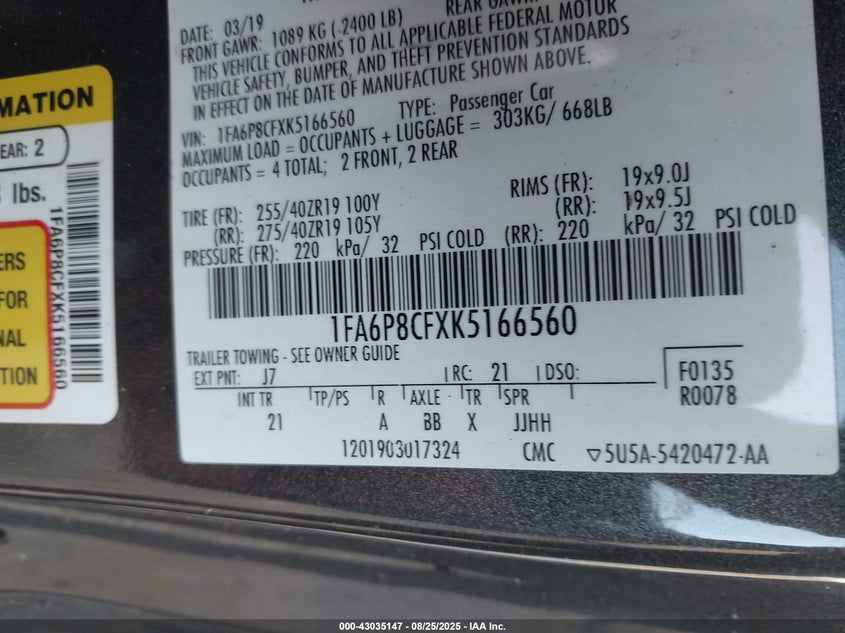 REAR GAWR
DATE: 03/19
FRONT GAWR: 1089 KG (-2400 LB)
THIS VEHICLE CONFORMS TO ALL APPLICABLE FEDERAL MOTOR
VEHICLE SAFETY, BUMPER, AND THEFT PREVENTION STANDARDS
IN EFFECT ON THE DATE OF MANUFACTURE SHOWN ABOVE.
VIN: 1FA6P8CFXK5166560 TYPE: Passenger Car
MAXIMUM LOAD = OCCUPANTS + LUGGAGE = 303KG/ 668LB
OCCUPANTS = 4 TOTAL; 2 FRONT, 2 REAR
TIRE (FR): 255/40ZR19 100Y RIMS (FR): 19x9.0J
(RR): 275/40ZR19 105Y (RR): 19x9.5J
PRESSURE (FR): 220 kPa/ 32 PSI COLD (RR): 220 kPa/ 32 PSI COLD
1FA6P8CFXK5166560
TRAILER TOWING - SEE OWNER GUIDE
EXT PNT: J7 RC: 21 DSO: F0135
INT TR TP/PS R AXLE TR SPR R0078
21 A BB X JJHH
1201903017324 CMC ▽5U5A-5420472-AA
MATION
EAR: 2
lbs.
1FA6P8CFXK5166560
ERS
FOR
NAL
TION
000-43035147 - 08/25/2025 - IAA Inc.